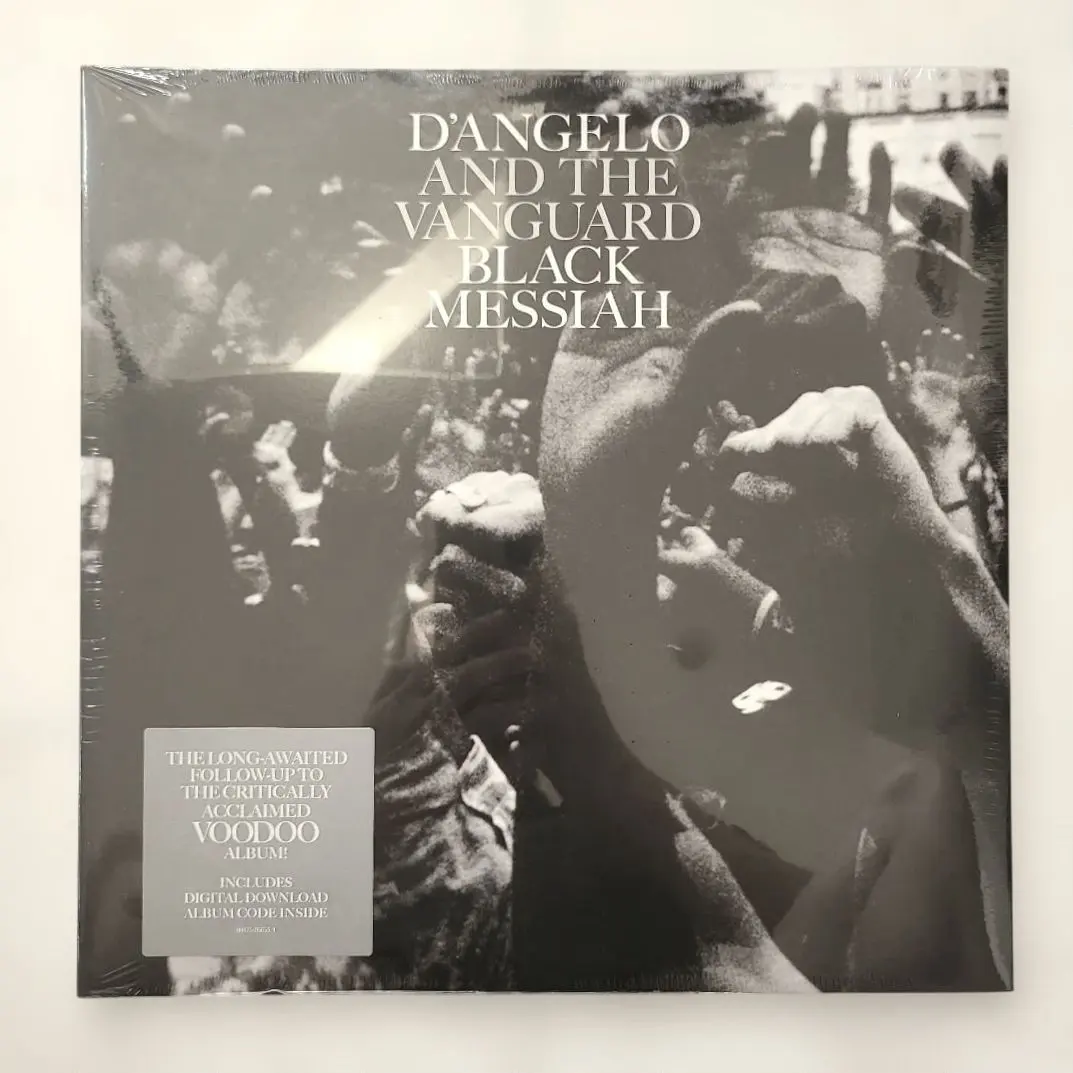 D'ANGELO
AND THE
VANGUARD
BLACK
MESSIAH
THE LONG-AWAITED
FOLLOW-UP TO
THE CRITICALLY
ACCLAIMED
VOODOO
ALBUM!
INCLUDES
DIGITAL DOWNLOAD
ALBUM CODE INSIDE